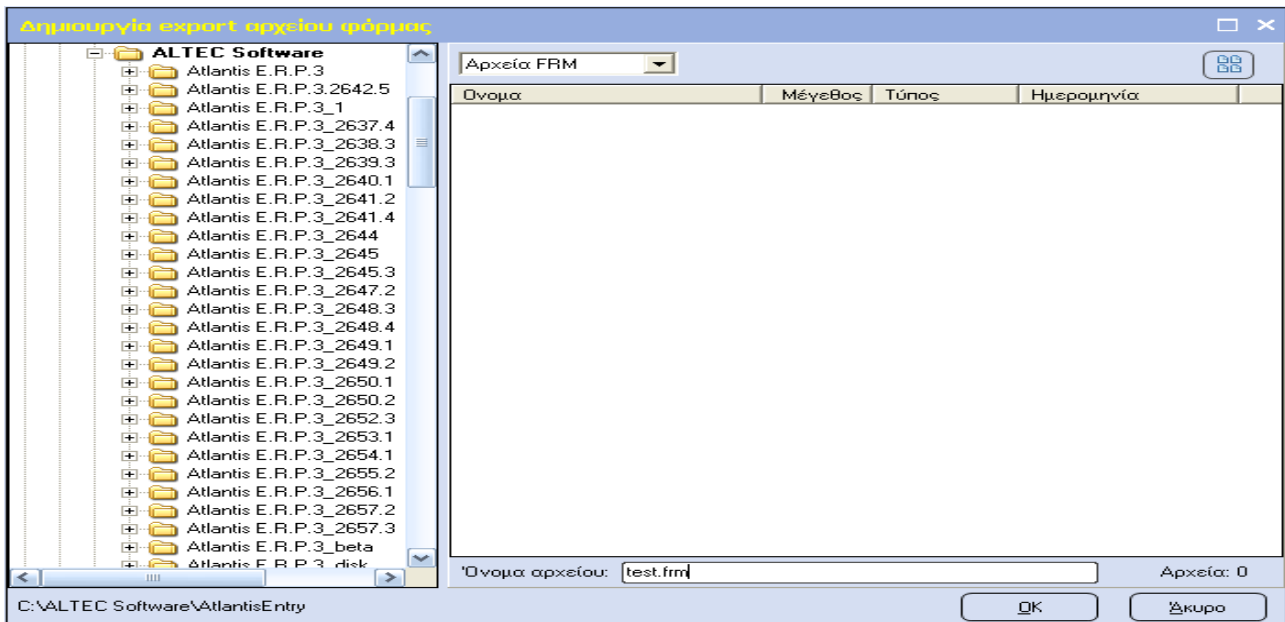 Δημιουργία export αρχείου φόρμας
ALTEC Software
Atlantis E.R.P.3
Atlantis E.R.P.3.2642.5
Atlantis E.R.P.3_1
Atlantis E.R.P.3_2637.4
Atlantis E.R.P.3_2638.3
Atlantis E.R.P.3_2639.3
Atlantis E.R.P.3_2640.1
Atlantis E.R.P.3_2641.2
Atlantis E.R.P.3_2641.4
Atlantis E.R.P.3_2644
Atlantis E.R.P.3_2645
Atlantis E.R.P.3_2645.3
Atlantis E.R.P.3_2647.2
Atlantis E.R.P.3_2648.3
Atlantis E.R.P.3_2648.4
Atlantis E.R.P.3_2649.1
Atlantis E.R.P.3_2649.2
Atlantis E.R.P.3_2650.1
Atlantis E.R.P.3_2650.2
Atlantis E.R.P.3_2652.3
Atlantis E.R.P.3_2653.1
Atlantis E.R.P.3_2654.1
Atlantis E.R.P.3_2655.2
Atlantis E.R.P.3_2656.1
Atlantis E.R.P.3_2657.2
Atlantis E.R.P.3_2657.3
Atlantis E.R.P.3_beta
Atlantis E.R.P.3_disk
Αρχεία FRM
Ονομα Μέγεθος Τύπος Ημερομηνία
Όνομα αρχείου: test.frm Αρχεία: 0
C:\ALTEC Software\AtlantisEntry OK Άκυρο